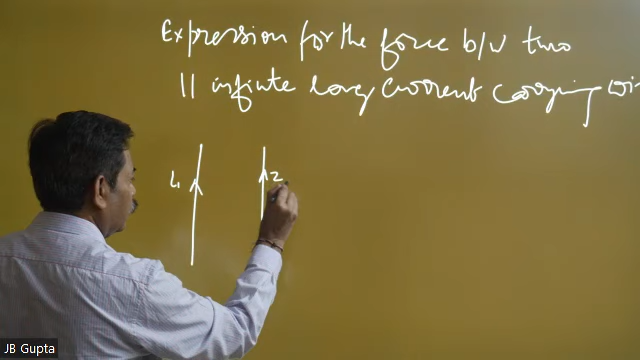 Expression for the force b/w two
|| infinite long current carrying wi
i₁
i₂
JB Gupta